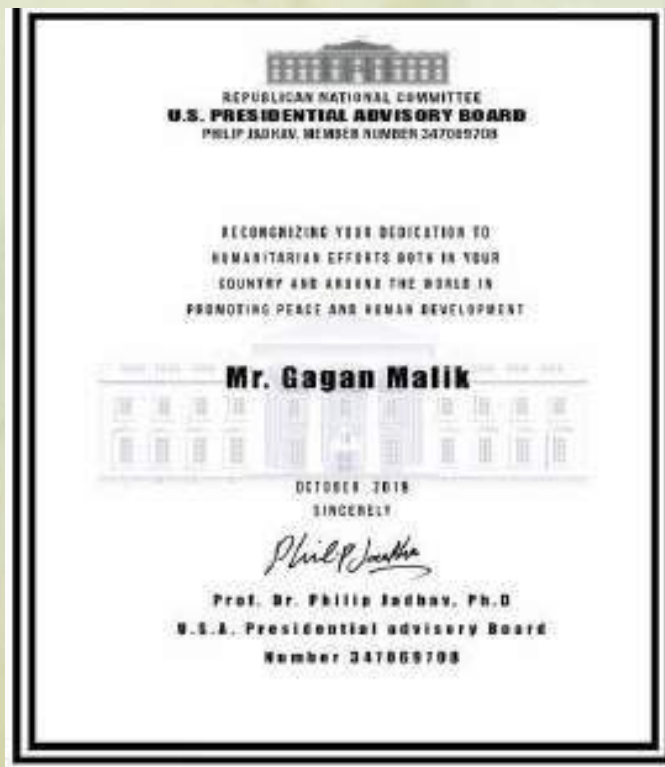 REPUBLICAN NATIONAL COMMITTEE
U.S. PRESIDENTIAL ADVISORY BOARD
PHILIP JADHAV, MEMBER NUMBER 347069708
RECONGNIZING YOUR DEDICATION TO
HUMANITARIAN EFFORTS BOTH IN YOUR
COUNTRY AND AROUND THE WORLD IN
PROMOTING PEACE AND HUMAN DEVELOPMENT
Mr. Gagan Malik
OCTOBER 2019
SINCERELY
Prof. Dr. Philip Jadhav, Ph.D
U.S.A. Presidential advisory Board
Number 347069708